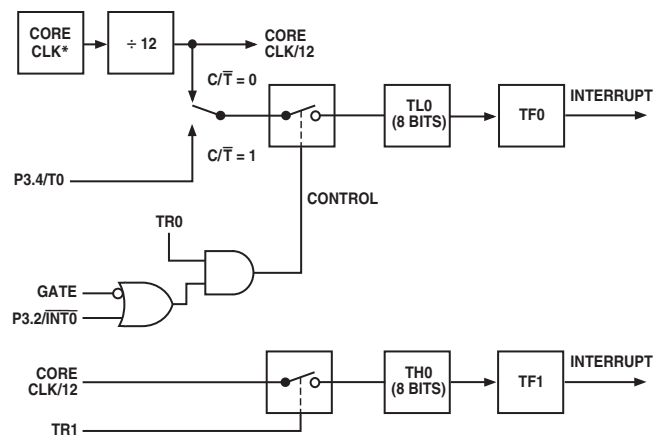 CORE
CLK*
÷ 12
CORE
CLK/12
C/T̅ = 0
TL0
(8 BITS)
TF0
INTERRUPT
C/T̅ = 1
P3.4/T0
CONTROL
TR0
GATE
P3.2/I̅N̅T̅0̅
CORE
CLK/12
TH0
(8 BITS)
TF1
INTERRUPT
TR1